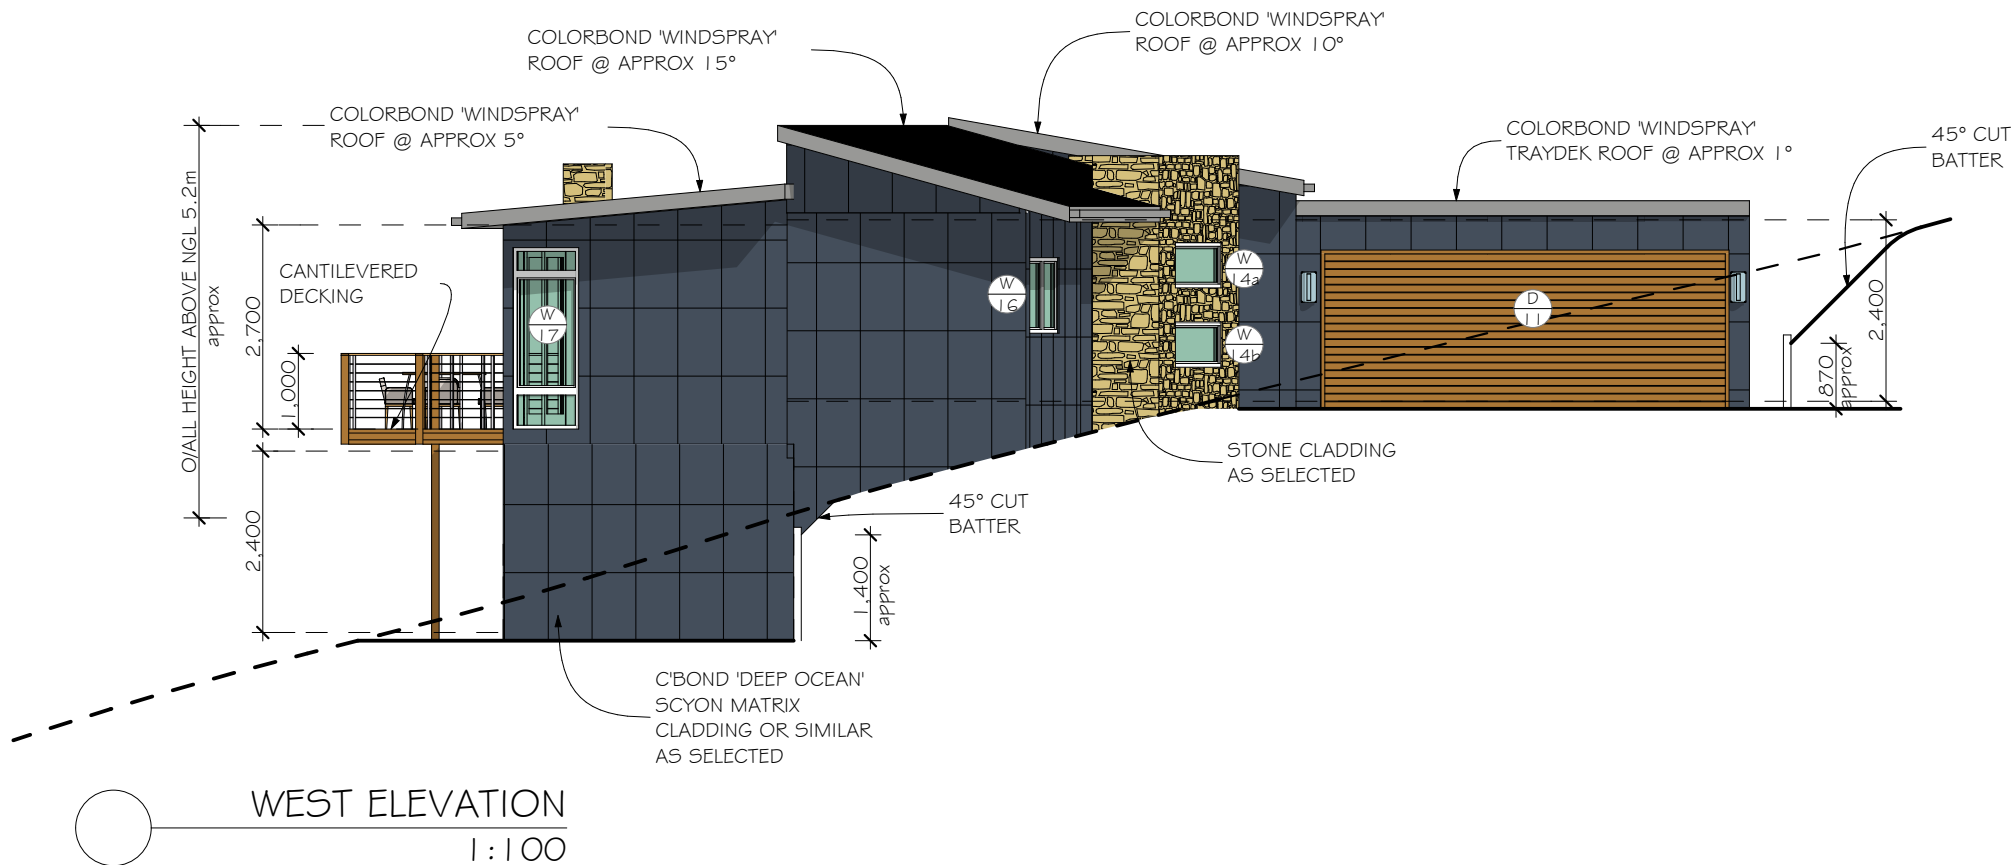 COLORBOND 'WINDSPRAY'
ROOF @ APPROX 10°
COLORBOND 'WINDSPRAY'
ROOF @ APPROX 15°
COLORBOND 'WINDSPRAY'
ROOF @ APPROX 5°
COLORBOND 'WINDSPRAY'
TRAYDEK ROOF @ APPROX 1°
45° CUT
BATTER
O/ALL HEIGHT ABOVE NGL 5.2m
approx
CANTILEVERED
DECKING
2,700
1,000
2,400
W
17
W
16
W
14a
W
14b
D
11
2,400
870
approx
STONE CLADDING
AS SELECTED
45° CUT
BATTER
1,400
approx
C'BOND 'DEEP OCEAN'
SCYON MATRIX
CLADDING OR SIMILAR
AS SELECTED
WEST ELEVATION
1:100